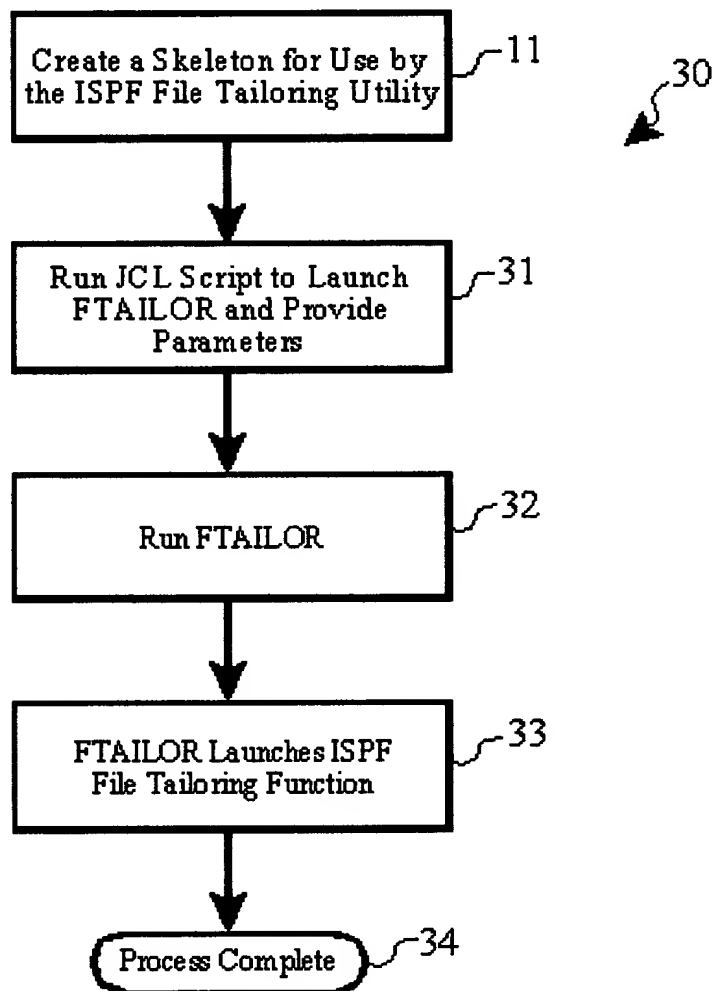 Create a Skeleton for Use by
the ISPF File Tailoring Utility
11
30
Run JCL Script to Launch
FTAILOR and Provide
Parameters
31
Run FTAILOR
32
FTAILOR Launches ISPF
File Tailoring Function
33
Process Complete
34